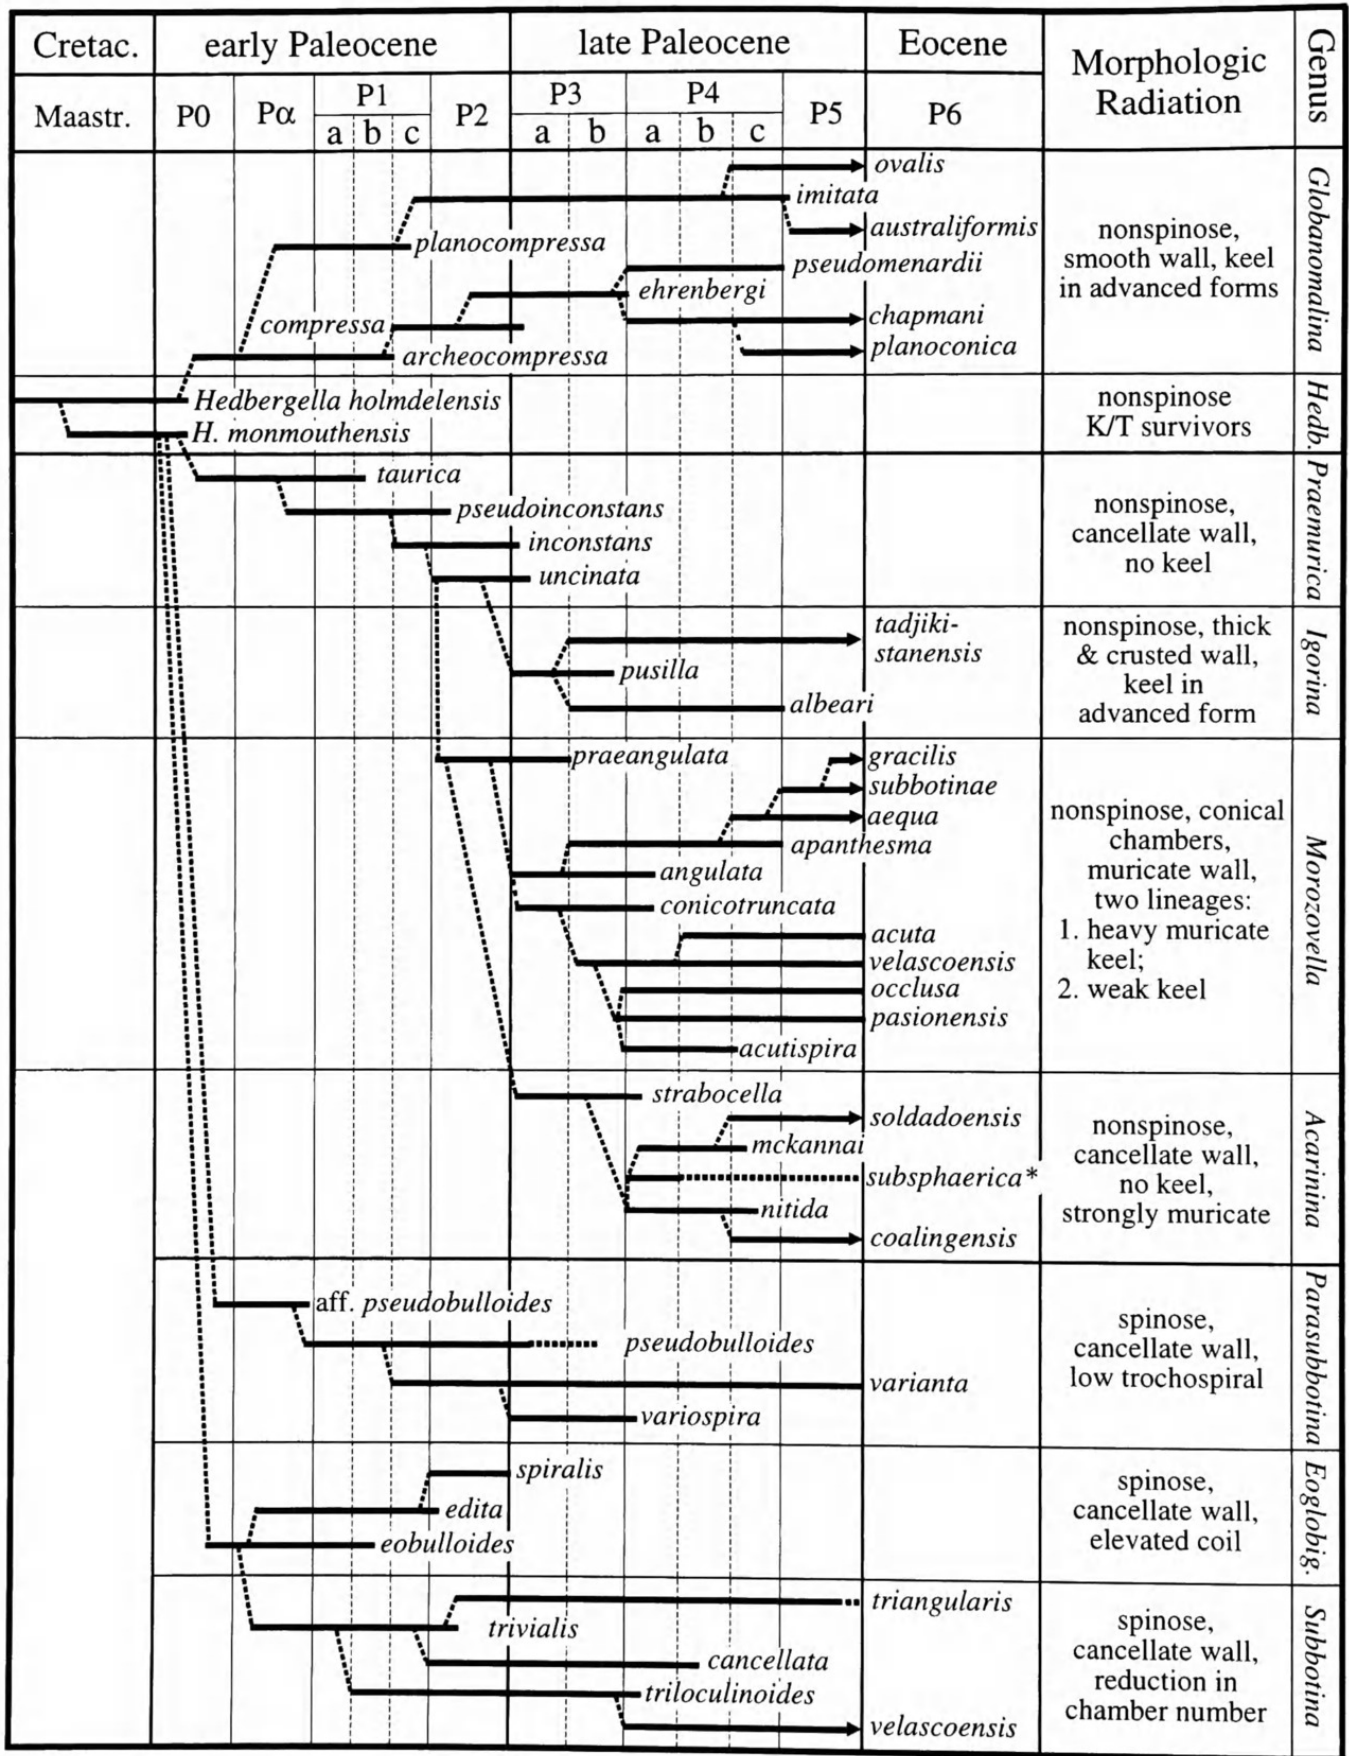 Cretac. early Paleocene late Paleocene Eocene Morphologic Radiation Genus
Maastr. P0 Pα P1 P2 P3 P4 P5 P6
a b c a b a b c
ovalis
imitata
australiformis
planocompressa
pseudomenardii
ehrenbergi
compressa
chapmani
planoconica
archeocompressa
nonspinose,
smooth wall, keel
in advanced forms
Globanomalina
Hedbergella holmdelensis
H. monmouthensis
nonspinose
K/T survivors
Hedb.
taurica
pseudoinconstans
inconstans
uncinata
nonspinose,
cancellate wall,
no keel
Praemurica
tadjiki-
stanensis
pusilla
albeari
nonspinose, thick
& crusted wall,
keel in
advanced form
Igorina
praeangulata
gracilis
subbotinae
aequa
apanthesma
angulata
conicotruncata
acuta
velascoensis
occlusa
pasionensis
acutispira
nonspinose, conical
chambers,
muricate wall,
two lineages:
1. heavy muricate
keel;
2. weak keel
Morozovella
strabocella
soldadoensis
mckannai
subsphaerica*
nitida
coalingensis
nonspinose,
cancellate wall,
no keel,
strongly muricate
Acarinina
aff. pseudobulloides
pseudobulloides
varianta
variospira
spinose,
cancellate wall,
low trochospiral
Parasubbotina
spiralis
edita
eobulloides
spinose,
cancellate wall,
elevated coil
Eoglobig.
triangularis
trivialis
cancellata
triloculinoides
velascoensis
spinose,
cancellate wall,
reduction in
chamber number
Subbotina